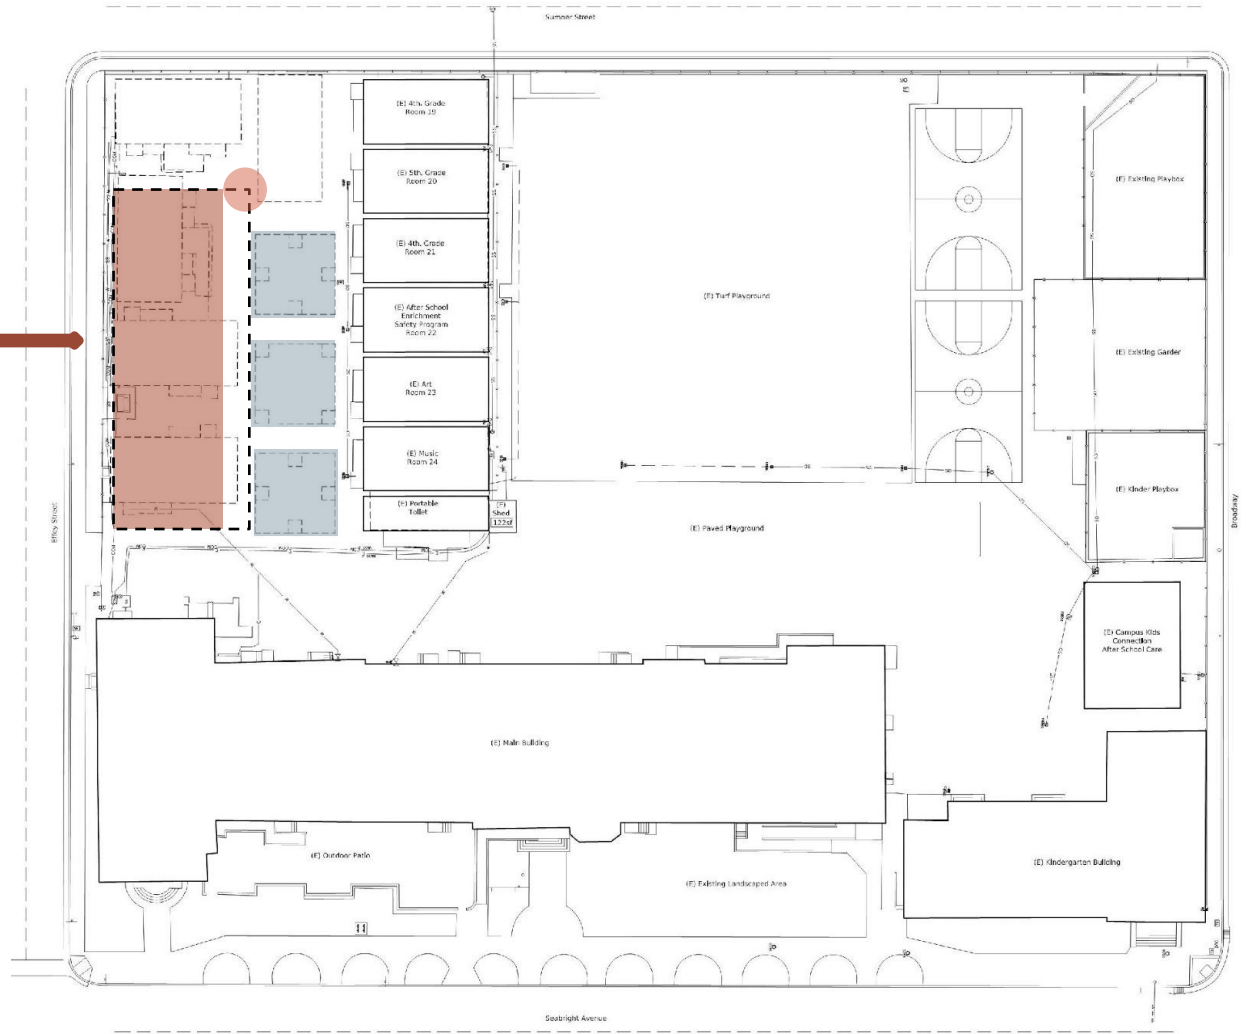 Sumner Street
(E) 4th. Grade
Room 19
(E) 5th. Grade
Room 20
(E) Existing Playbox
(E) 4th. Grade
Room 21
(E) After School
Enrichment
Safety Program
Room 22
(E) Turf Playground
(E) Existing Garder
(E) Art
Room 23
(E) Music
Room 24
(E) Portable
Toilet
(E)
Shed
122sf
(E) Kinder Playbox
Effey Street
Broadway
(E) Paved Playground
(E) Campus Kids
Connection
After School Care
(E) Main Building
(E) Outdoor Patio
(E) Existing Landscaped Area
(E) Kindergarten Building
Seabright Avenue